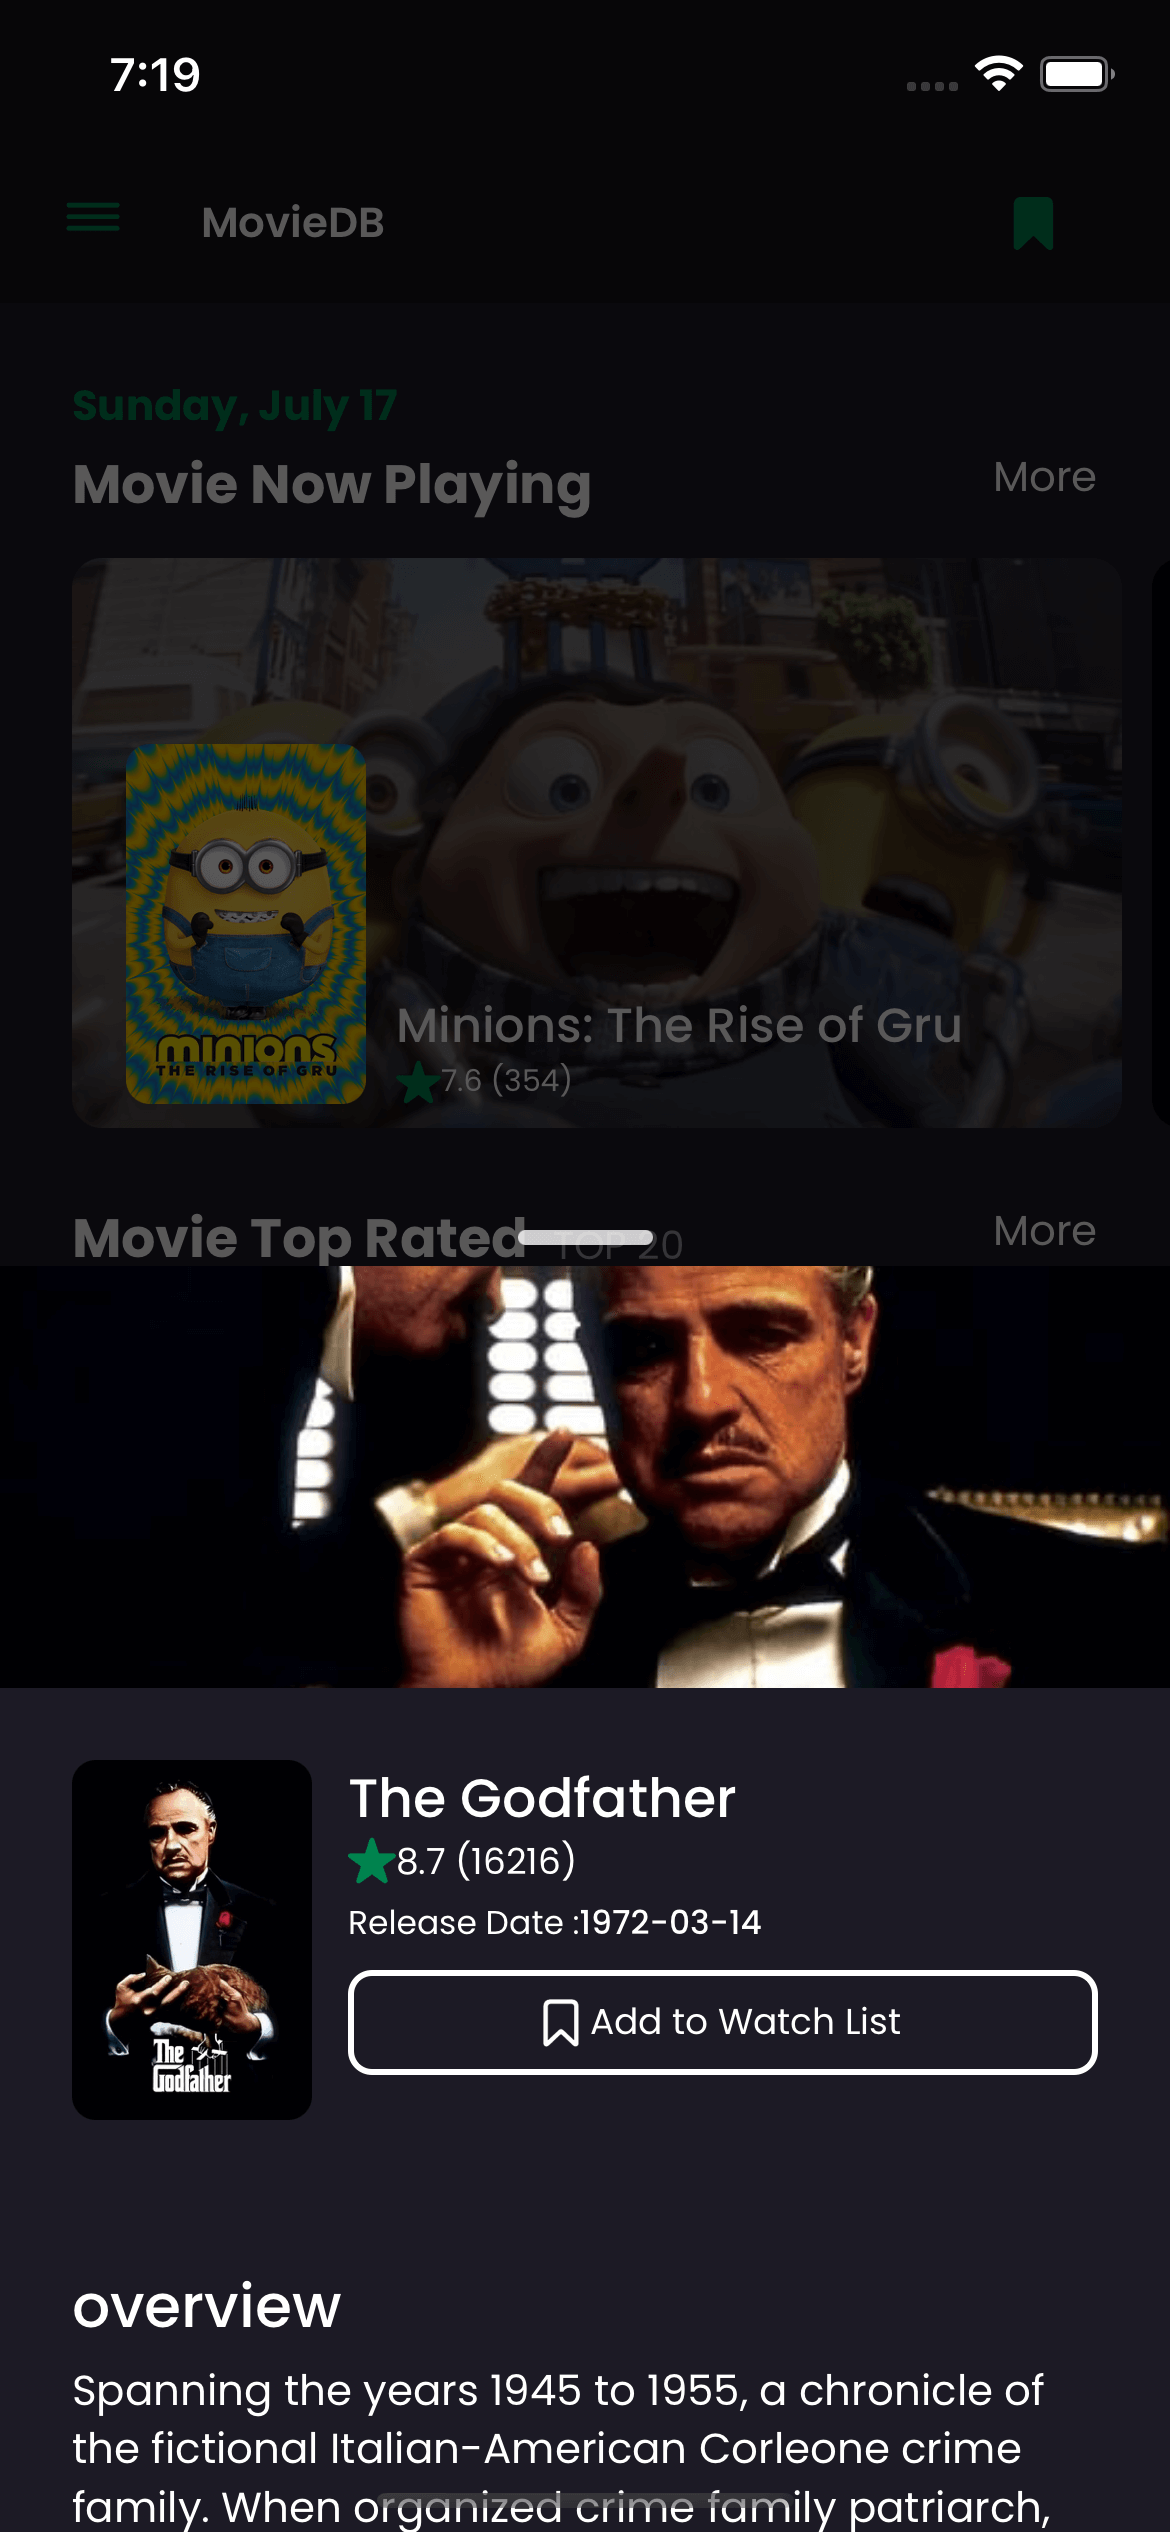 7:19
MovieDB
Sunday, July 17
Movie Now Playing
More
minions
THE RISE OF GRU
Minions: The Rise of Gru
7.6 (354)
Movie Top Rated TOP 20
More
The Godfather
8.7 (16216)
Release Date :1972-03-14
Add to Watch List
The
Godfather
overview
Spanning the years 1945 to 1955, a chronicle of
the fictional Italian-American Corleone crime
family. When organized crime family patriarch,